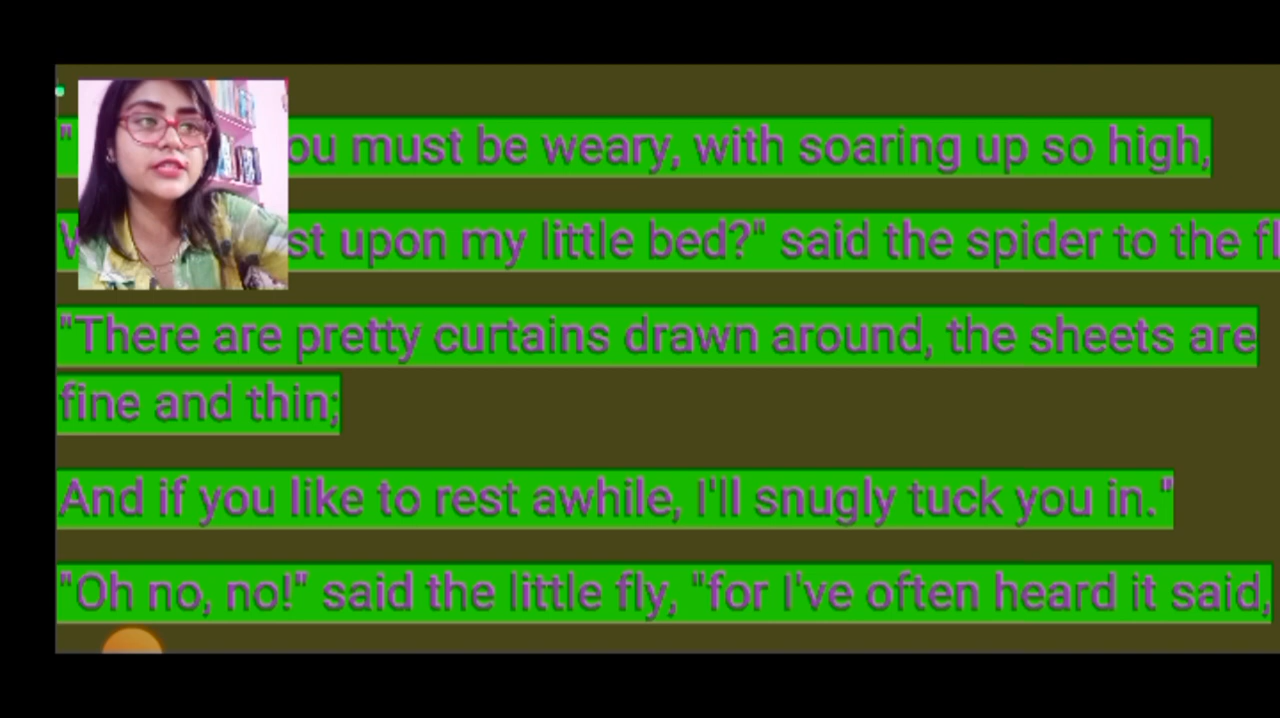 " ou must be weary, with soaring up so high,
st upon my little bed?" said the spider to the fl
"There are pretty curtains drawn around, the sheets are
fine and thin;
And if you like to rest awhile, I'll snugly tuck you in."
"Oh no, no!" said the little fly, "for I've often heard it said,